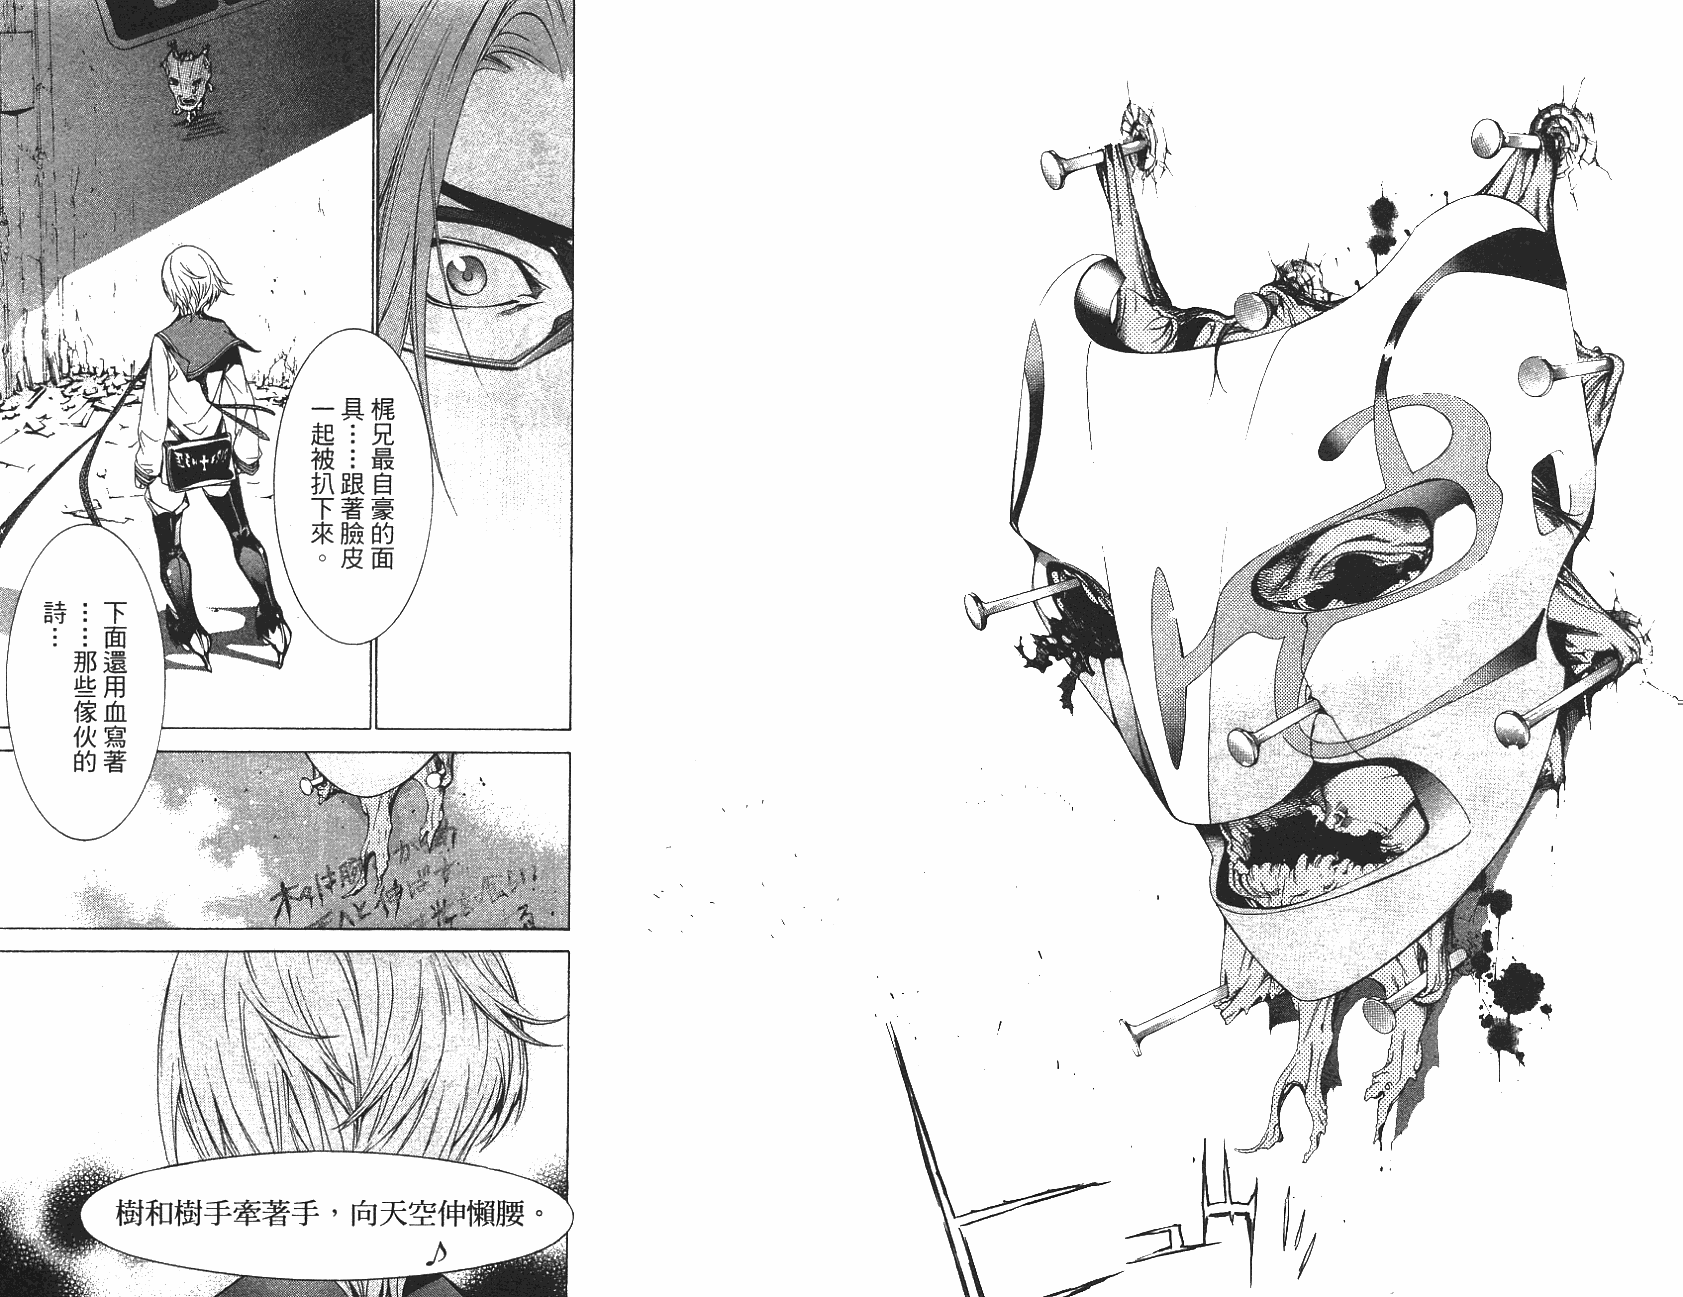 梶兄最自豪的面
具……跟著臉皮
一起被扒下來。
下面還用血寫著
……那些傢伙的
詩…
樹和樹手牽著手，向天空伸懶腰。
♪